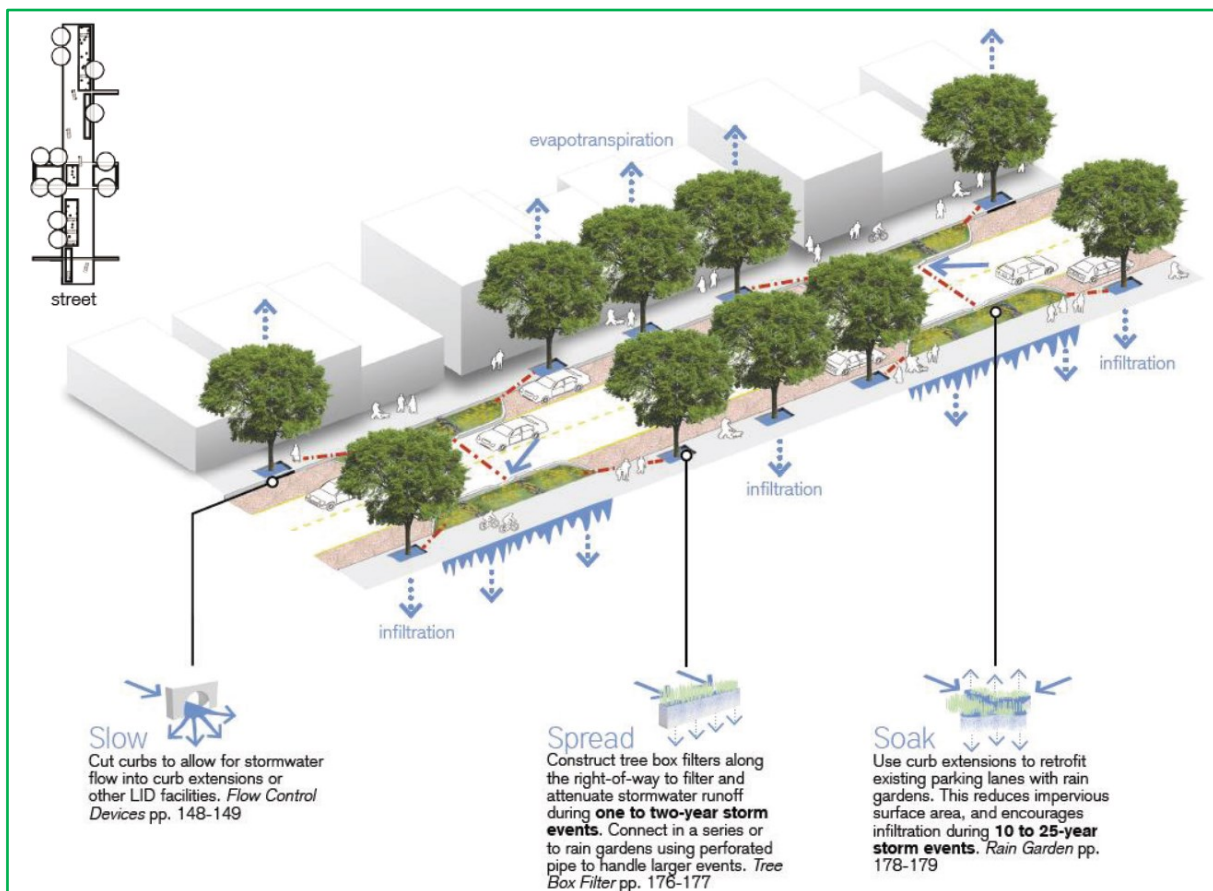 street
evapotranspiration
infiltration
infiltration
infiltration
Slow
Cut curbs to allow for stormwater
flow into curb extensions or
other LID facilities. Flow Control
Devices pp. 148-149
Spread
Construct tree box filters along
the right-of-way to filter and
attenuate stormwater runoff
during one to two-year storm
events. Connect in a series or
to rain gardens using perforated
pipe to handle larger events. Tree
Box Filter pp. 176-177
Soak
Use curb extensions to retrofit
existing parking lanes with rain
gardens. This reduces impervious
surface area, and encourages
infiltration during 10 to 25-year
storm events. Rain Garden pp.
178-179